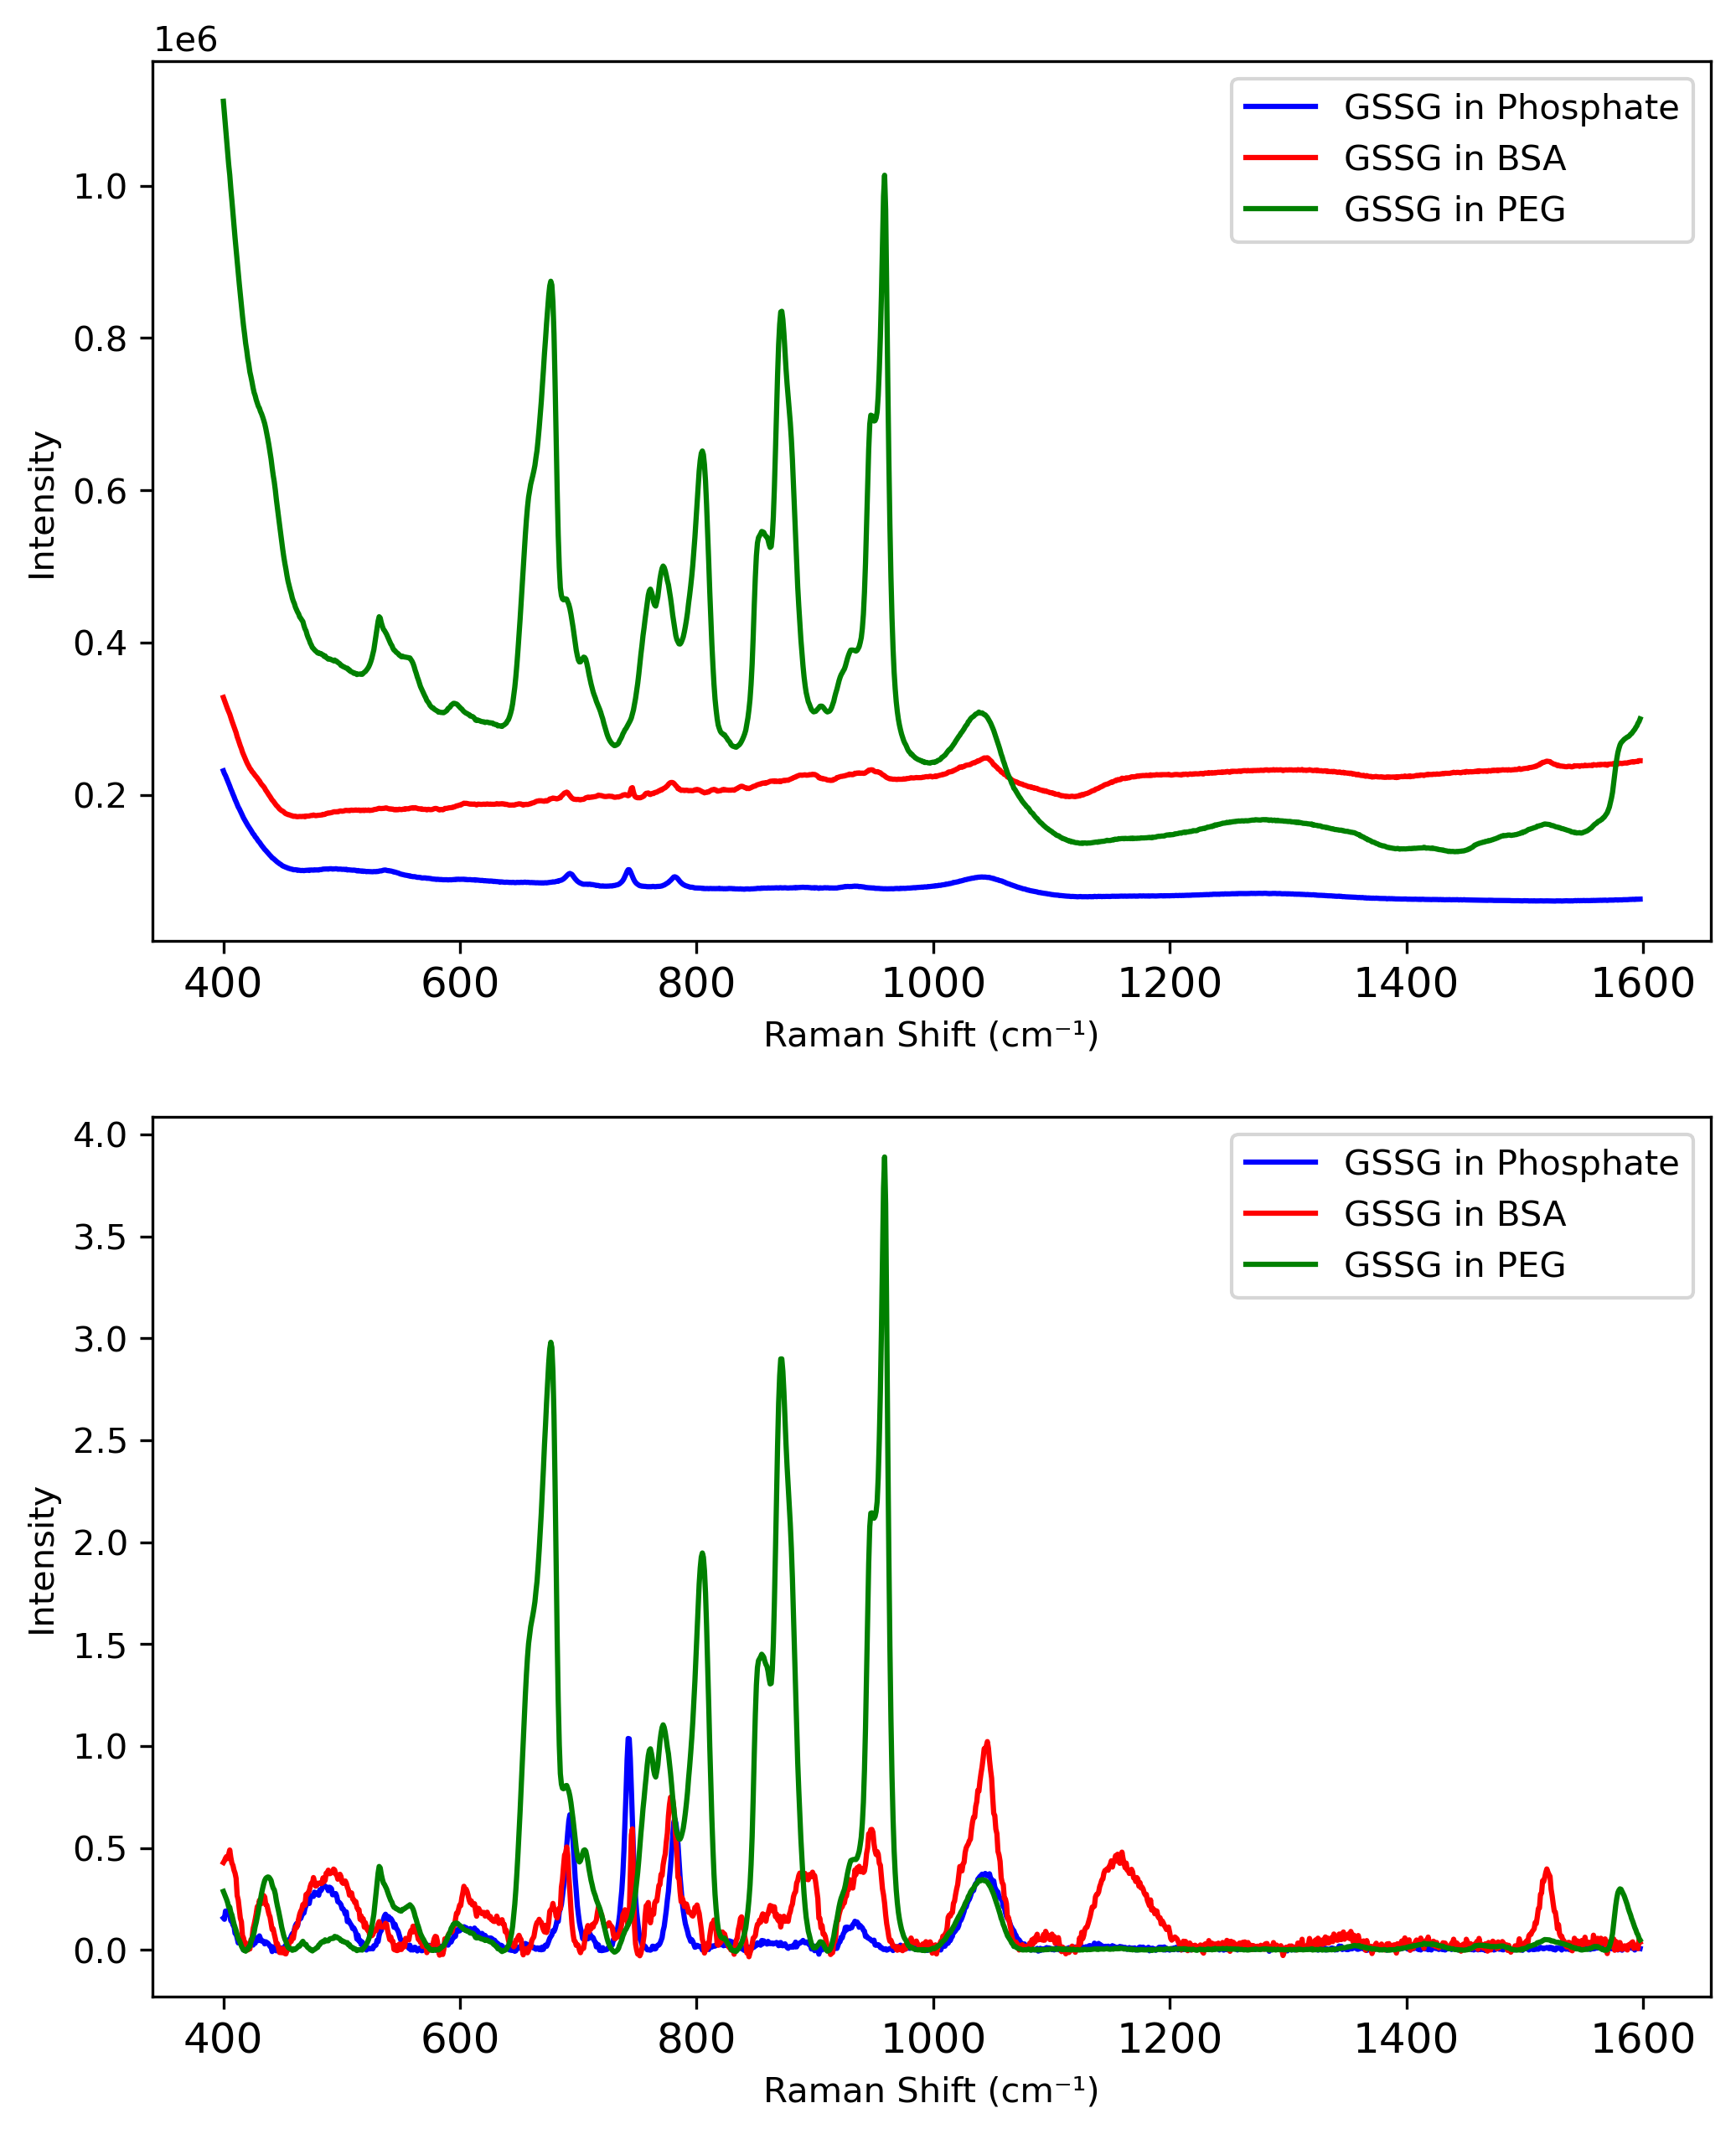 1e6
GSSG in Phosphate
GSSG in BSA
GSSG in PEG
1.0
0.8
0.6
0.4
0.2
Intensity
400 600 800 1000 1200 1400 1600
Raman Shift (cm⁻¹)
GSSG in Phosphate
GSSG in BSA
GSSG in PEG
4.0
3.5
3.0
2.5
2.0
1.5
1.0
0.5
0.0
Intensity
400 600 800 1000 1200 1400 1600
Raman Shift (cm⁻¹)